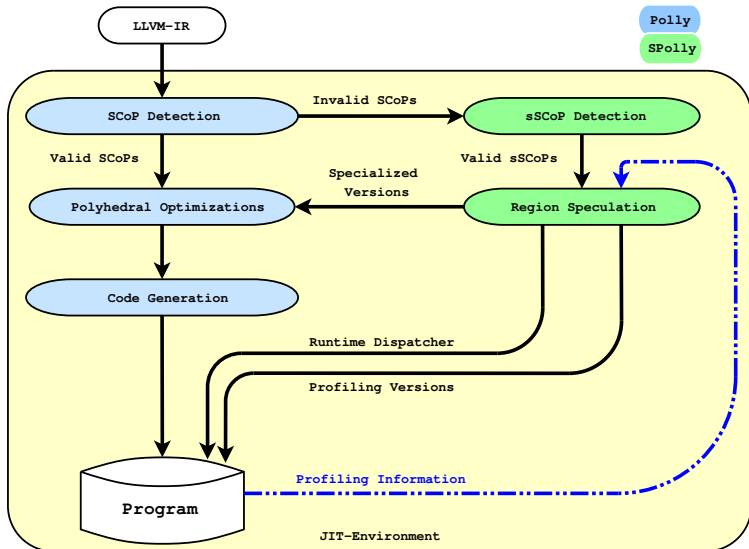 LLVM-IR
Polly
SPolly
Invalid SCoPs
SCoP Detection
sSCoP Detection
Valid SCoPs
Valid sSCoPs
Specialized
Versions
Polyhedral Optimizations
Region Speculation
Code Generation
Runtime Dispatcher
Profiling Versions
Profiling Information
Program
JIT-Environment